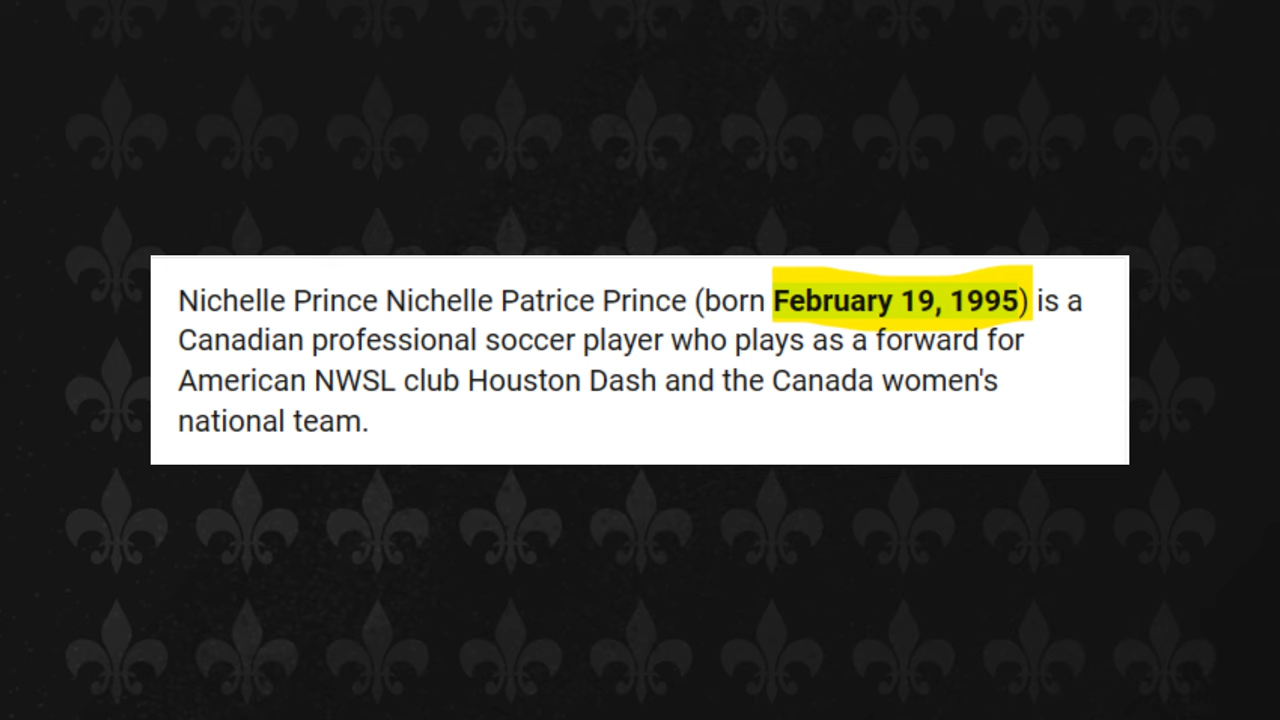 Nichelle Prince Nichelle Patrice Prince (born February 19, 1995) is a
Canadian professional soccer player who plays as a forward for
American NWSL club Houston Dash and the Canada women's
national team.